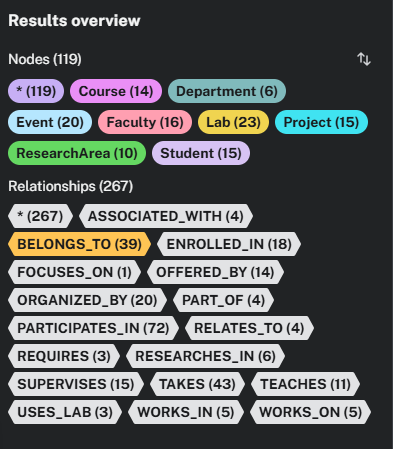 Results overview
Nodes (119)
* (119) Course (14) Department (6)
Event (20) Faculty (16) Lab (23) Project (15)
ResearchArea (10) Student (15)
Relationships (267)
* (267) ASSOCIATED_WITH (4)
BELONGS_TO (39) ENROLLED_IN (18)
FOCUSES_ON (1) OFFERED_BY (14)
ORGANIZED_BY (20) PART_OF (4)
PARTICIPATES_IN (72) RELATES_TO (4)
REQUIRES (3) RESEARCHES_IN (6)
SUPERVISES (15) TAKES (43) TEACHES (11)
USES_LAB (3) WORKS_IN (5) WORKS_ON (5)